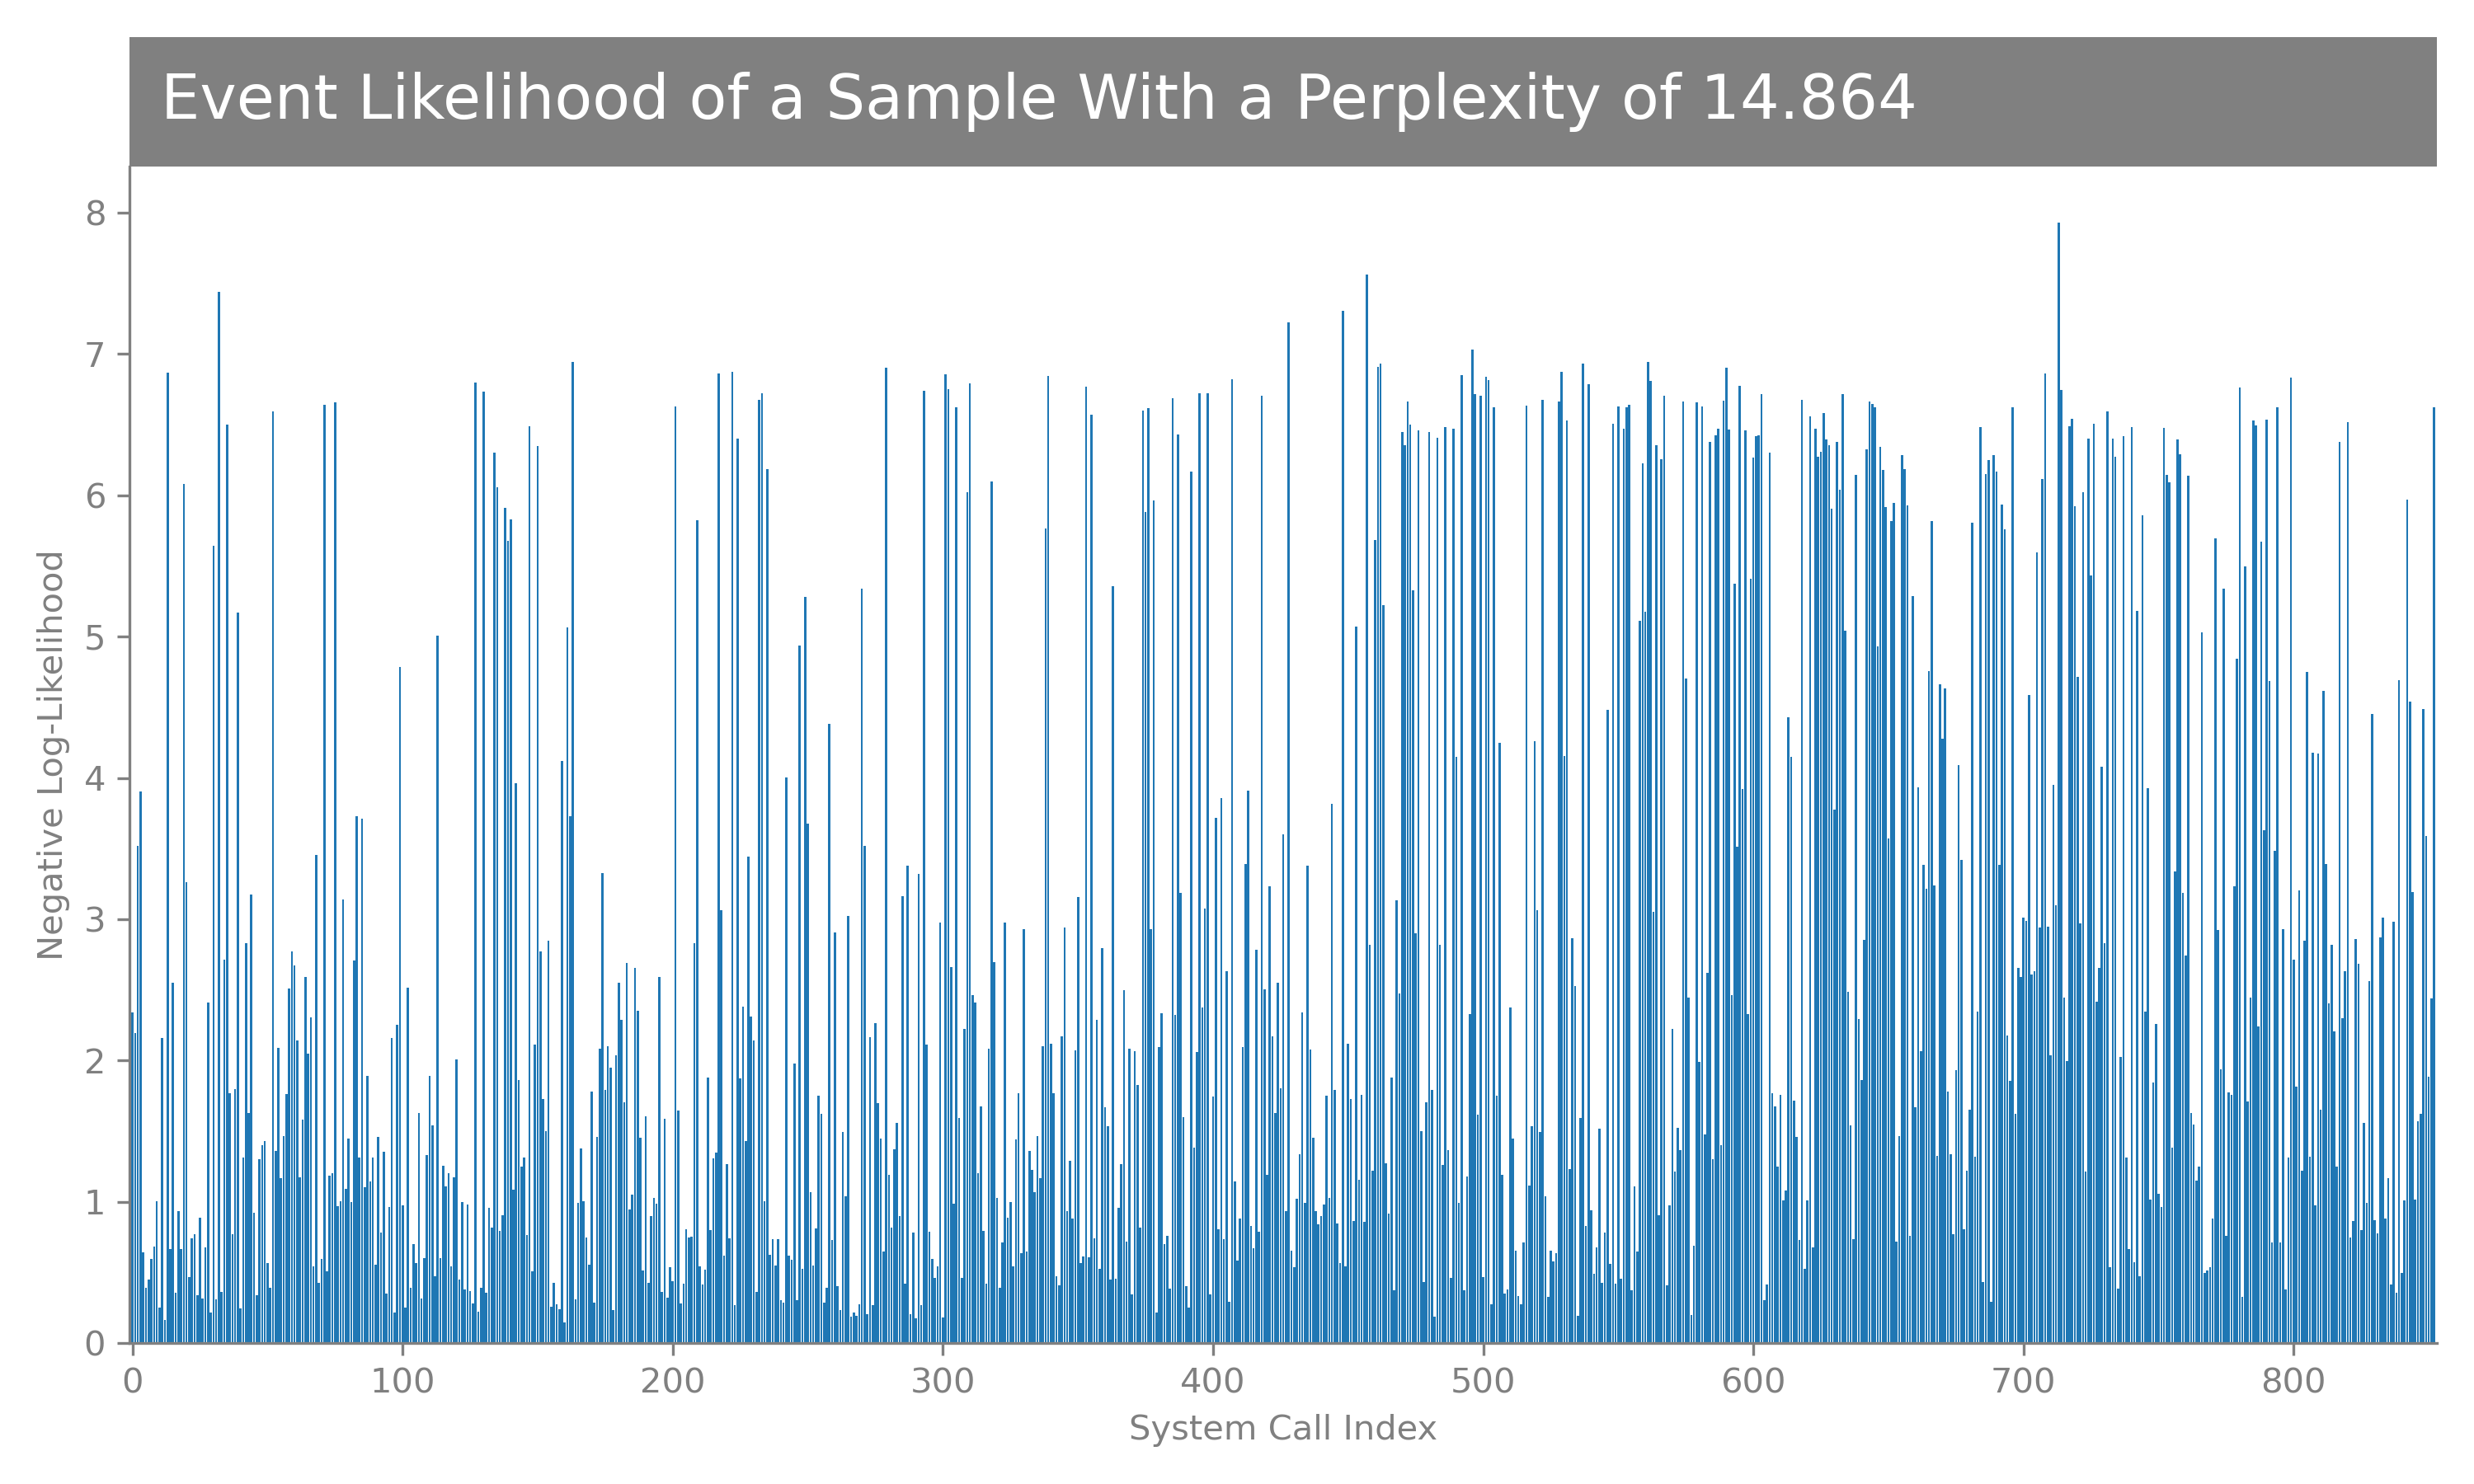 Event Likelihood of a Sample With a Perplexity of 14.864
8
7
6
5
4
3
2
1
0
Negative Log-Likelihood
0 100 200 300 400 500 600 700 800
System Call Index